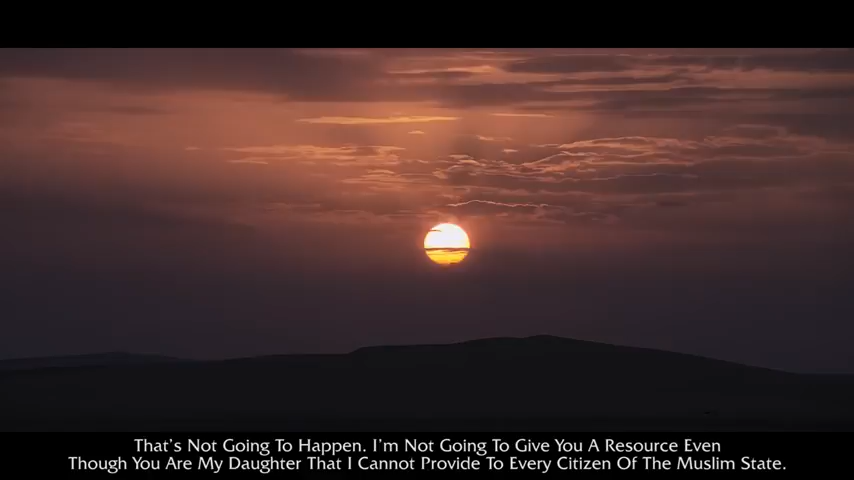 That's Not Going To Happen. I'm Not Going To Give You A Resource Even
Though You Are My Daughter That I Cannot Provide To Every Citizen Of The Muslim State.